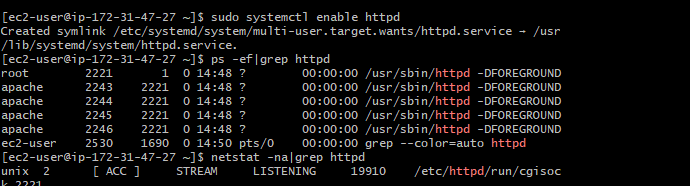 [ec2-user@ip-172-31-47-27 ~]$ sudo systemctl enable httpd
Created symlink /etc/systemd/system/multi-user.target.wants/httpd.service → /usr
/lib/systemd/system/httpd.service.
[ec2-user@ip-172-31-47-27 ~]$ ps -ef|grep httpd
root        2221       1  0 14:48 ?        00:00:00 /usr/sbin/httpd -DFOREGROUND
apache      2243    2221  0 14:48 ?        00:00:00 /usr/sbin/httpd -DFOREGROUND
apache      2244    2221  0 14:48 ?        00:00:00 /usr/sbin/httpd -DFOREGROUND
apache      2245    2221  0 14:48 ?        00:00:00 /usr/sbin/httpd -DFOREGROUND
apache      2246    2221  0 14:48 ?        00:00:00 /usr/sbin/httpd -DFOREGROUND
ec2-user    2530    1690  0 14:50 pts/0    00:00:00 grep --color=auto httpd
[ec2-user@ip-172-31-47-27 ~]$ netstat -na|grep httpd
unix  2      [ ACC ]     STREAM     LISTENING     19910    /etc/httpd/run/cgisoc
k.2221